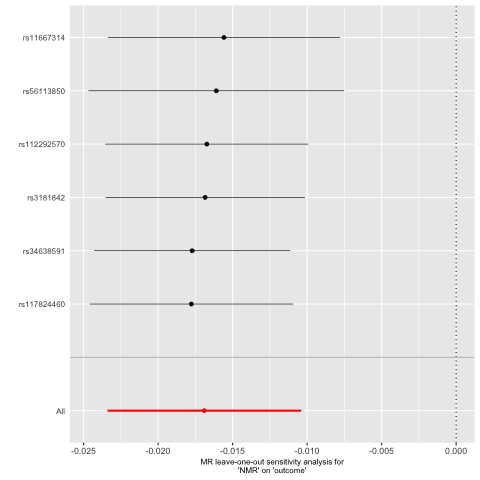 rs11667314
rs56113850
rs112292570
rs3181842
rs34638591
rs117824460
All
-0.025 -0.020 -0.015 -0.010 -0.005 0.000
MR leave-one-out sensitivity analysis for
'NMR' on 'outcome'